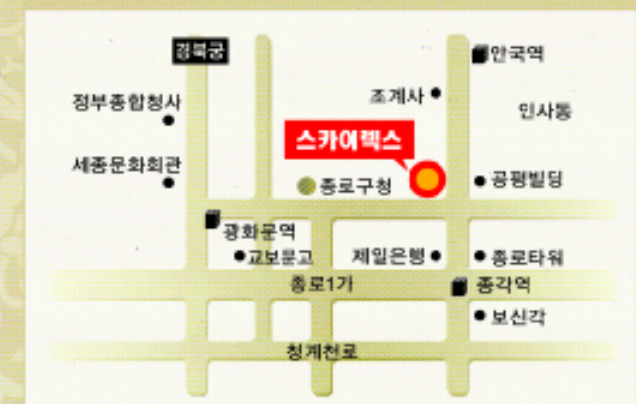 경복궁
안국역
정부종합청사
조계사
인사동
스카이렉스
세종문화회관
종로구청
공평빌딩
광화문역
교보문고
제일은행
종로타워
종로1가
종각역
보신각
청계천로